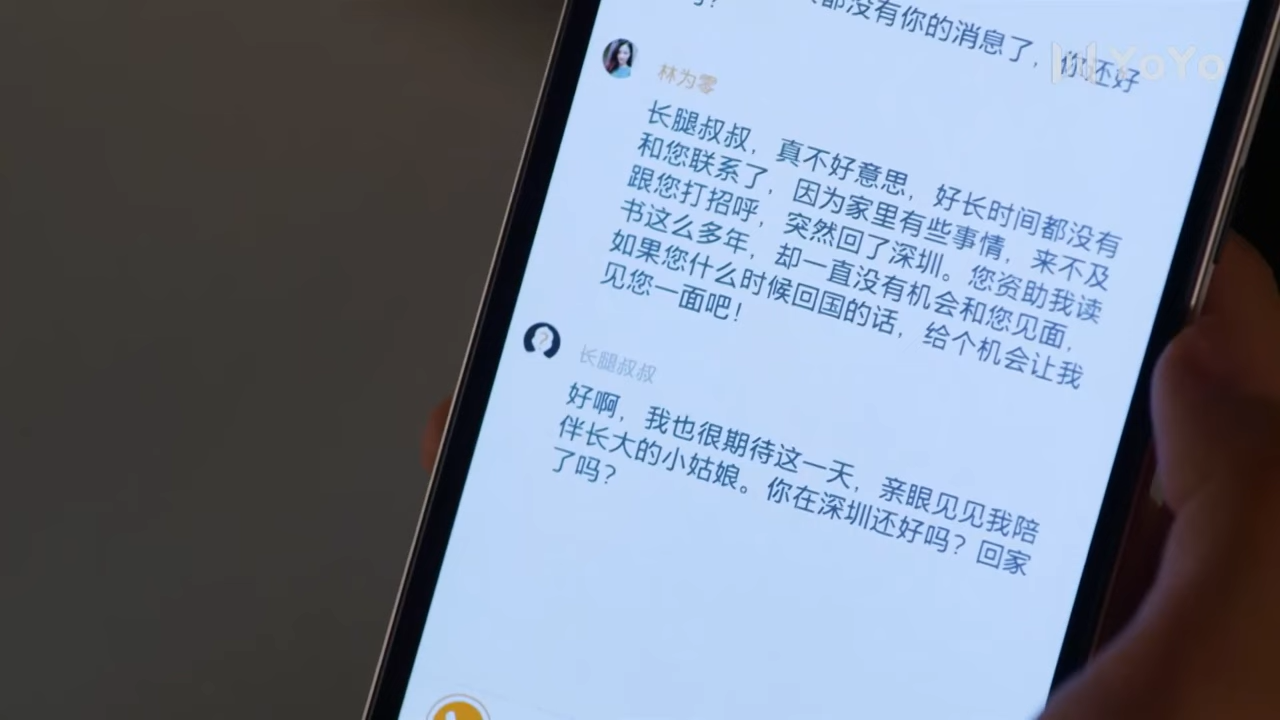 都没有你的消息了，你还好
吗？
YoYo
林为零
长腿叔叔，真不好意思，好长时间都没有
和您联系了，因为家里有些事情，来不及
跟您打招呼，突然回了深圳。您资助我读
书这么多年，却一直没有机会和您见面，
如果您什么时候回国的话，给个机会让我
见您一面吧！
长腿叔叔
好啊，我也很期待这一天，亲眼见见我陪
伴长大的小姑娘。你在深圳还好吗？回家
了吗？